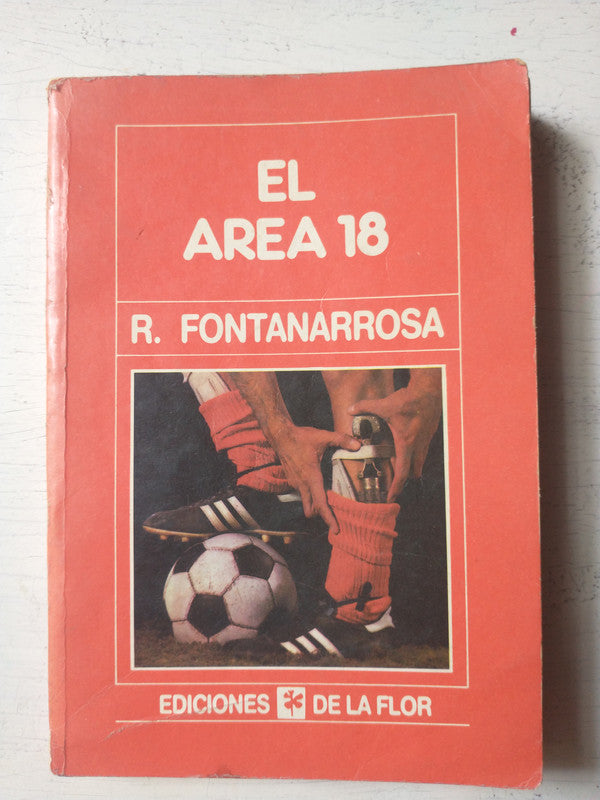 EL
AREA 18
R. FONTANARROSA
EDICIONES DE LA FLOR